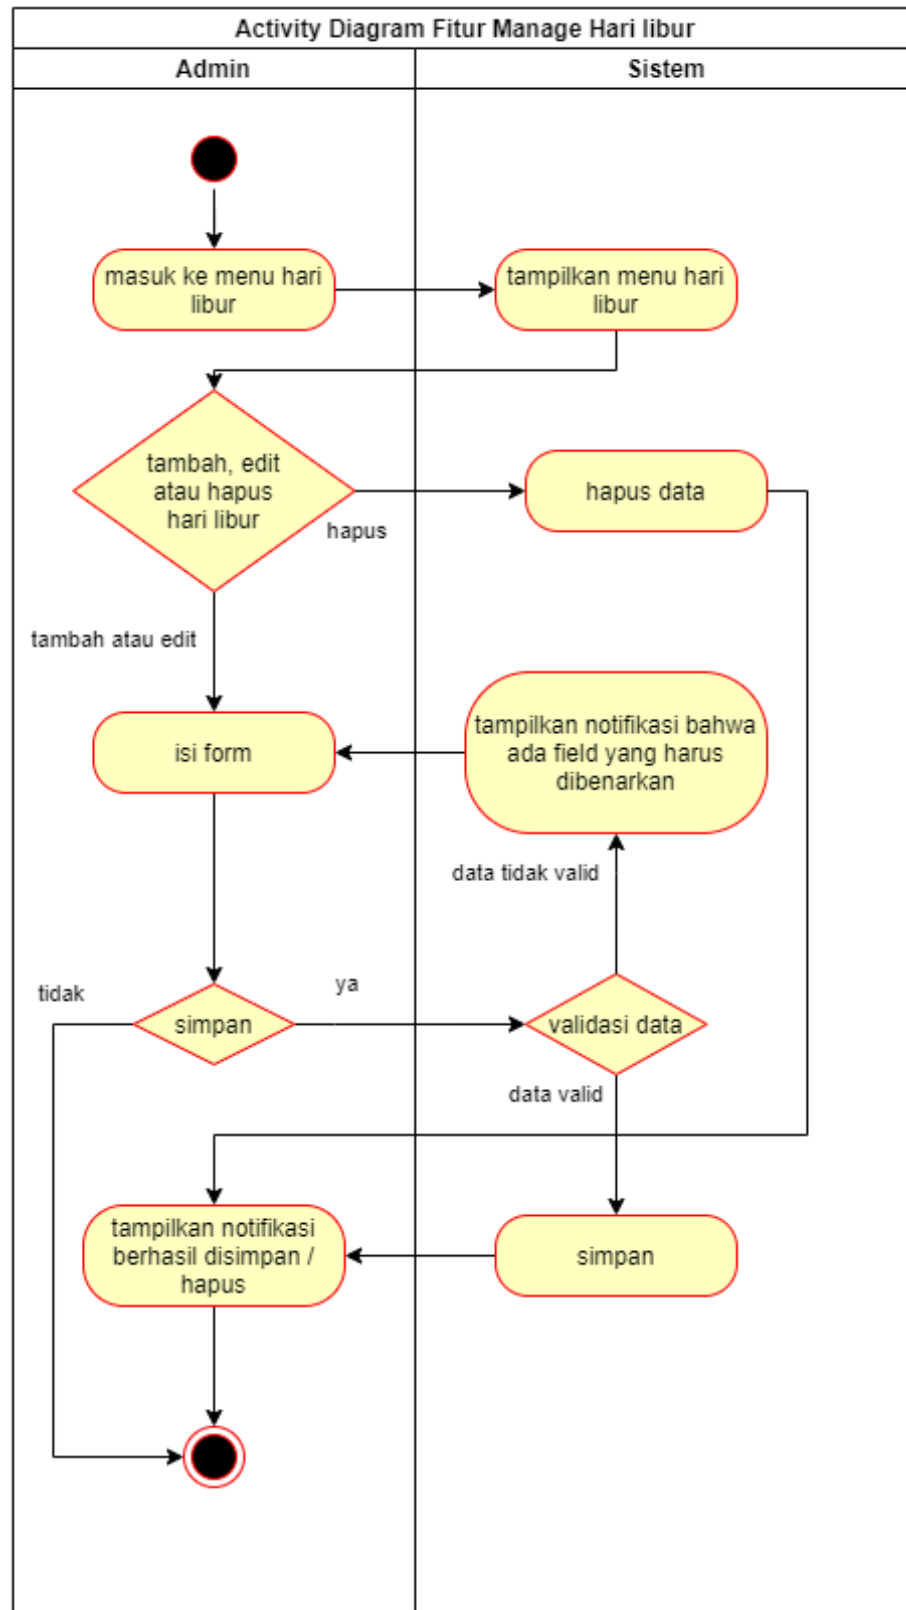 Activity Diagram Fitur Manage Hari libur
Admin
Sistem
masuk ke menu hari
libur
tampilkan menu hari
libur
tambah, edit
atau hapus
hari libur
hapus
hapus data
tambah atau edit
isi form
tampilkan notifikasi bahwa
ada field yang harus
dibenarkan
data tidak valid
tidak
simpan
ya
validasi data
data valid
tampilkan notifikasi
berhasil disimpan /
hapus
simpan